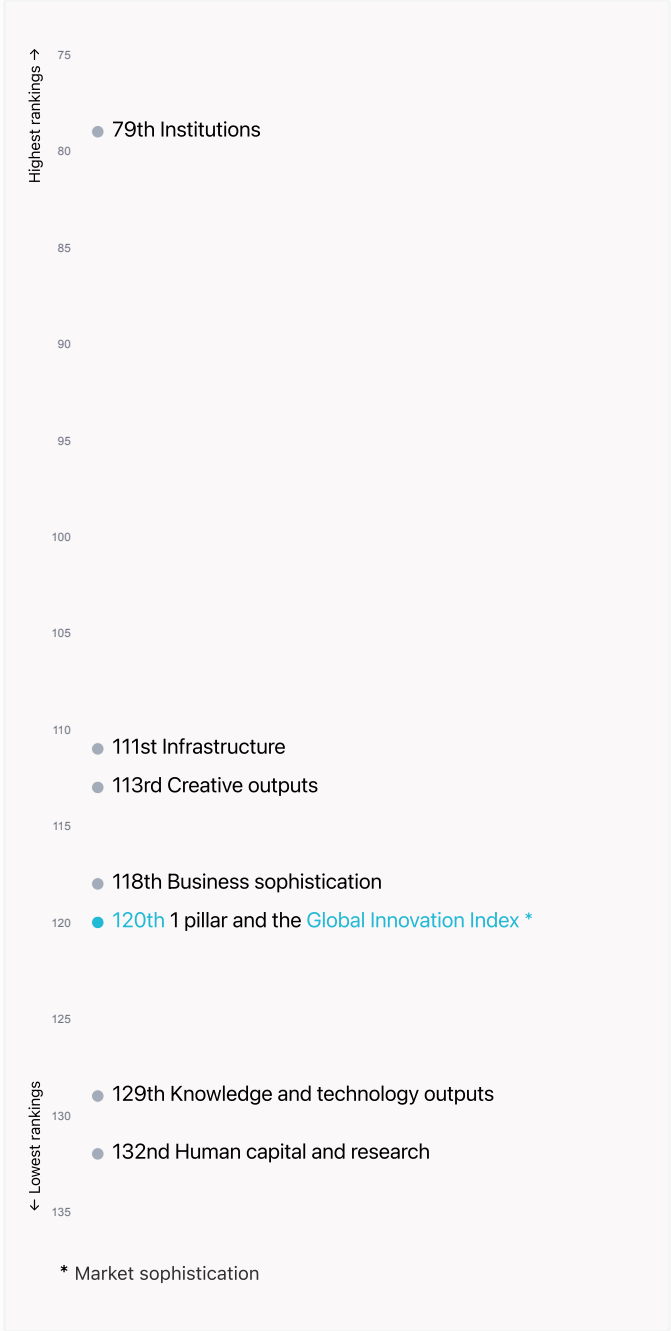 Highest rankings →
75
79th Institutions
80
85
90
95
100
105
110
111st Infrastructure
113rd Creative outputs
115
118th Business sophistication
120
120th 1 pillar and the Global Innovation Index *
125
129th Knowledge and technology outputs
130
132nd Human capital and research
← Lowest rankings
135
* Market sophistication